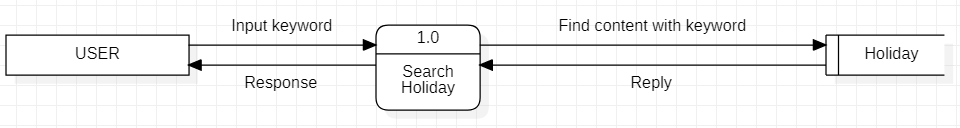 Input keyword
Find content with keyword
1.0
USER
Holiday
Search
Holiday
Response
Reply